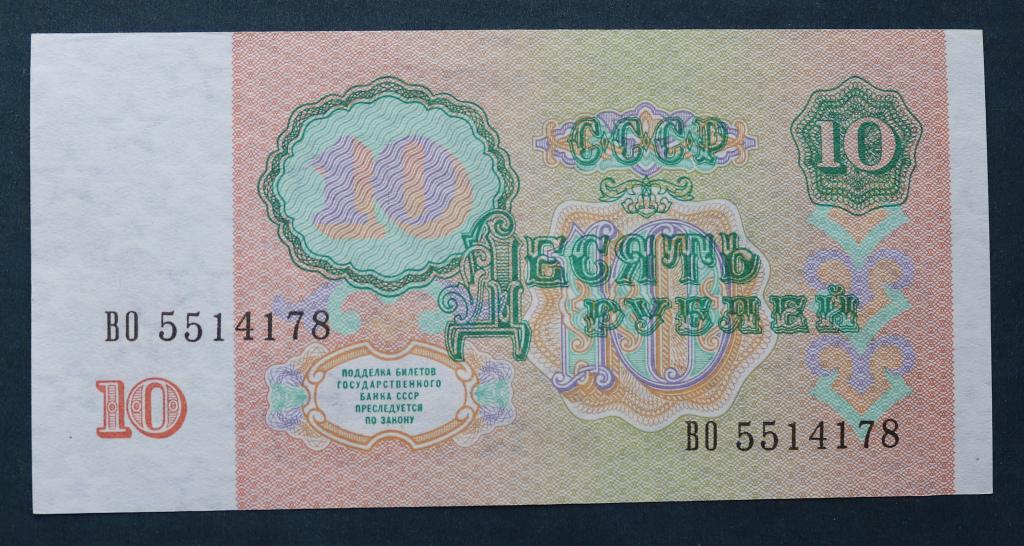 10
СССР
10
ДЕСЯТЬ
РУБЛЕЙ
10
ВО 5514178
ПОДДЕЛКА БИЛЕТОВ
ГОСУДАРСТВЕННОГО
БАНКА СССР
ПРЕСЛЕДУЕТСЯ
ПО ЗАКОНУ
10
ВО 5514178